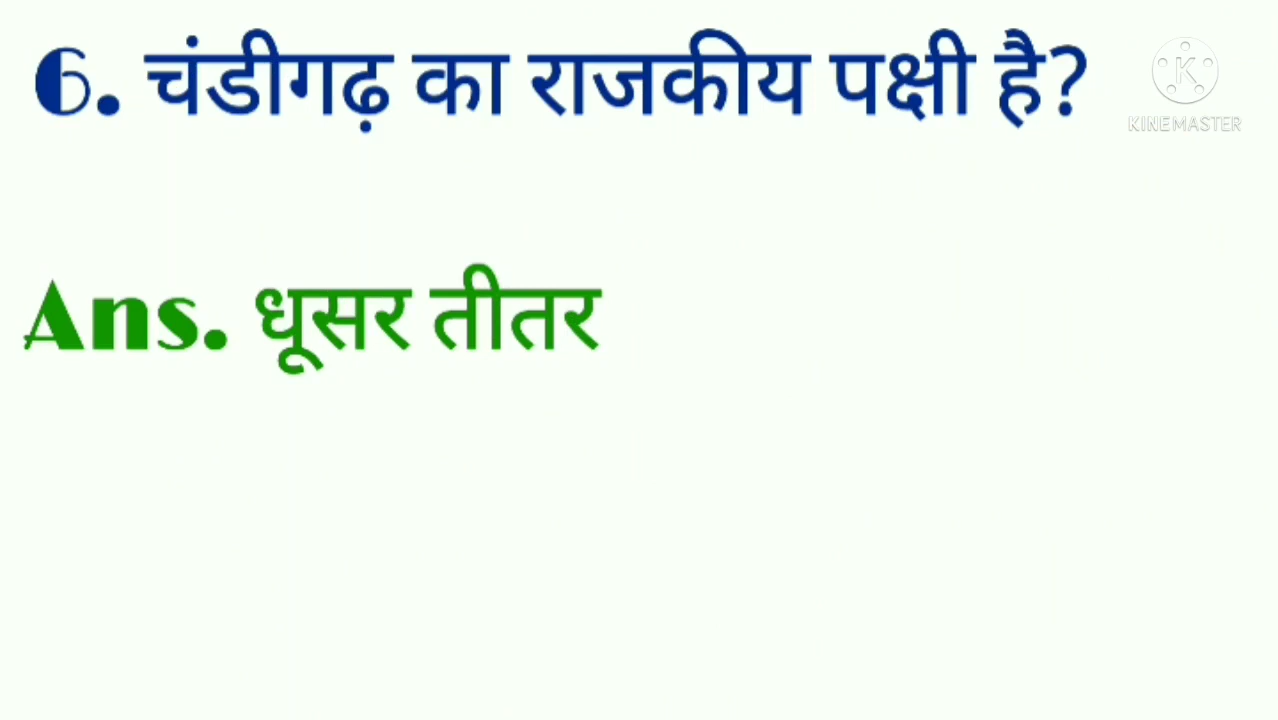 6. चंडीगढ़ का राजकीय पक्षी है?
K
KINEMASTER
Ans. धूसर तीतर